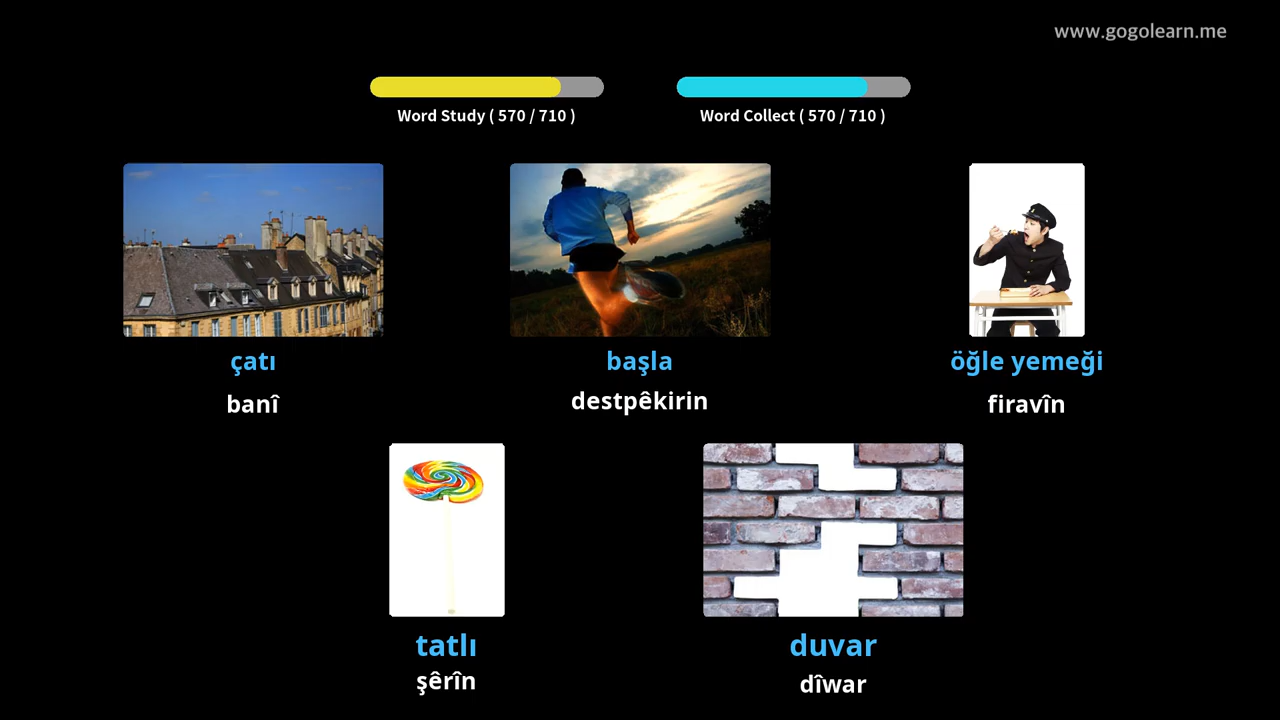 www.gogolearn.me
Word Study ( 570 / 710 )
Word Collect ( 570 / 710 )
çatı
banî
başla
destpêkirin
öğle yemeği
firavîn
tatlı
şêrîn
duvar
dîwar